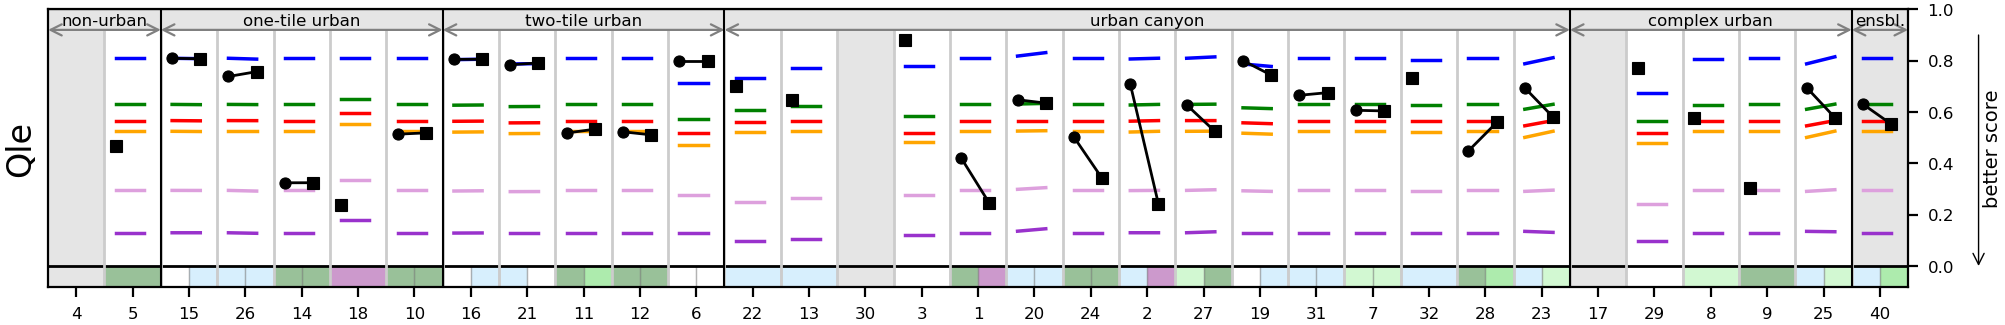 non-urban one-tile urban two-tile urban urban canyon complex urban ensbl.
Qle
1.0
0.8
0.6
0.4
0.2
0.0
better score
4 5 15 26 14 18 10 16 21 11 12 6 22 13 30 3 1 20 24 2 27 19 31 7 32 28 23 17 29 8 9 25 40